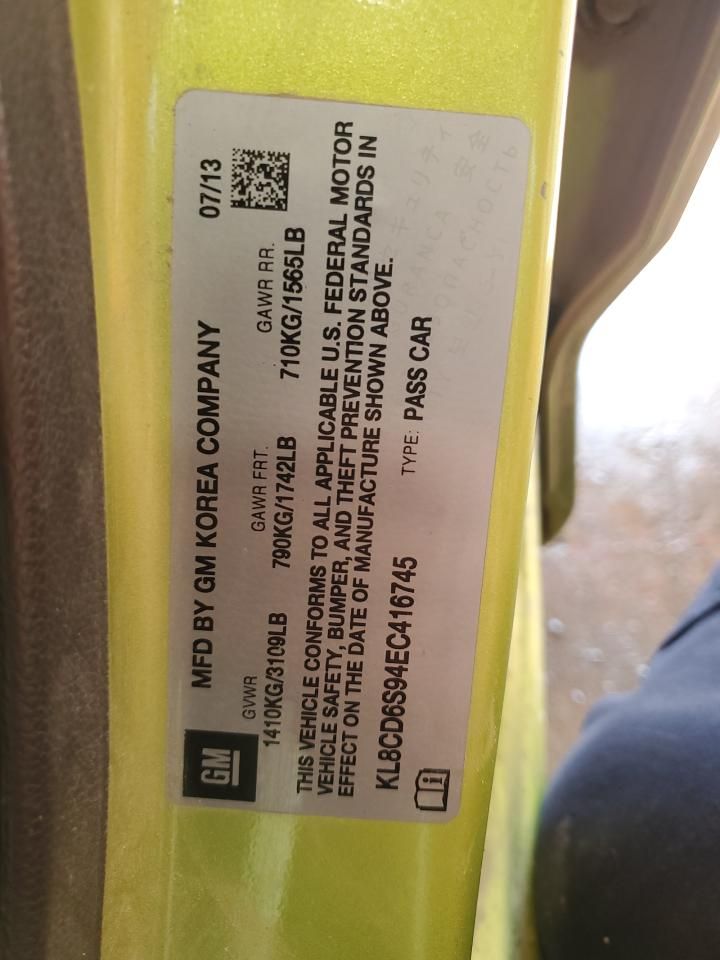 GM
MFD BY GM KOREA COMPANY
07/13
GVWR
GAWR FRT.
GAWR RR.
1410KG/3109LB
790KG/1742LB
710KG/1565LB
THIS VEHICLE CONFORMS TO ALL APPLICABLE U.S. FEDERAL MOTOR
VEHICLE SAFETY, BUMPER, AND THEFT PREVENTION STANDARDS IN
EFFECT ON THE DATE OF MANUFACTURE SHOWN ABOVE.
KL8CD6S94EC416745
TYPE: PASS CAR
安全